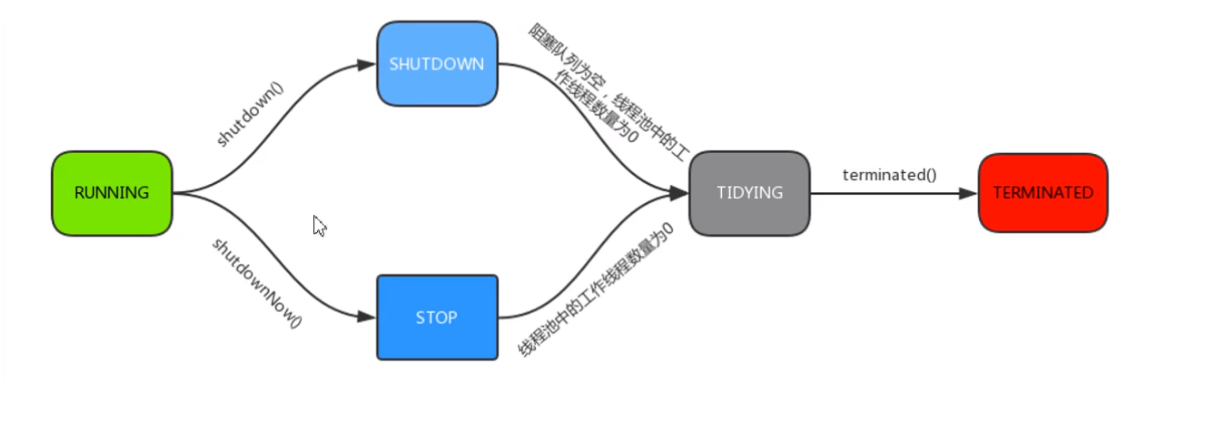 SHUTDOWN
阻塞队列为空，线程池中的工
作线程数量为0
shutdown()
RUNNING
TIDYING
terminated()
TERMINATED
shutdownNow()
STOP
线程池中的工作线程数量为0